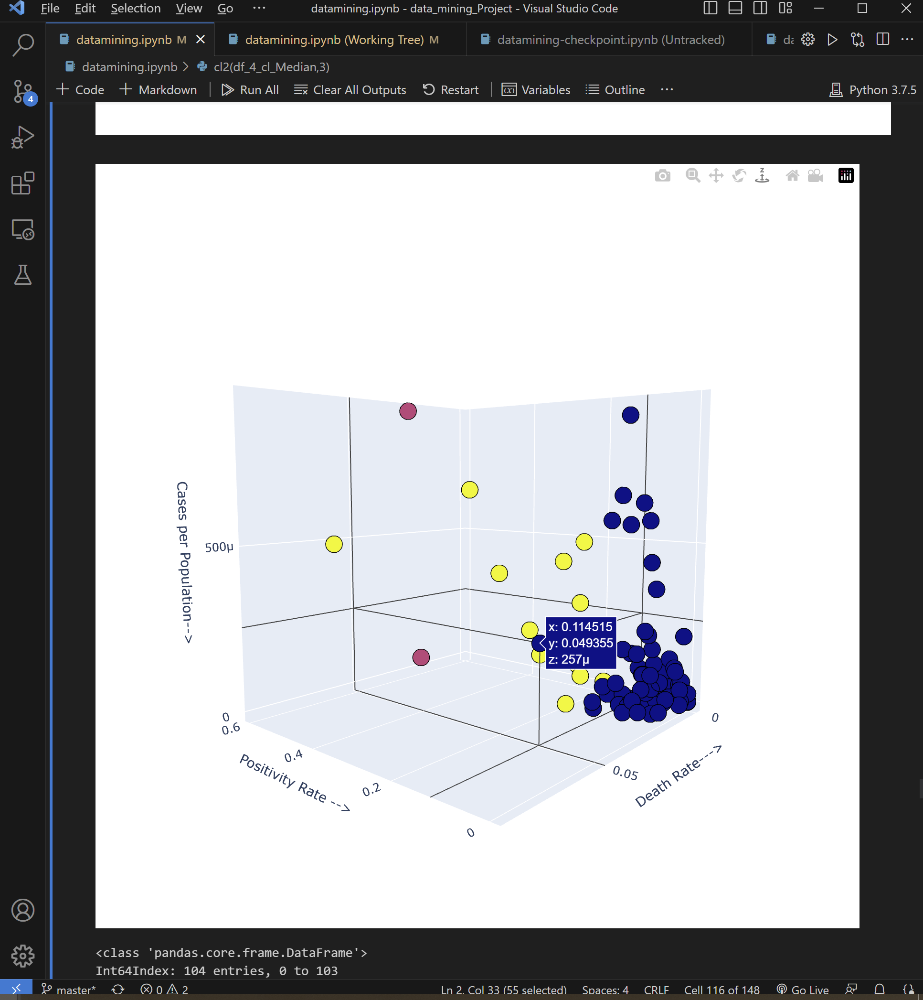 File Edit Selection View Go ··· datamining.ipynb - data_mining_Project - Visual Studio Code
datamining.ipynb M datamining.ipynb (Working Tree) M datamining-checkpoint.ipynb (Untracked) da
datamining.ipynb > cl2(df_4_cl_Median,3)
+ Code + Markdown Run All Clear All Outputs Restart Variables Outline ··· Python 3.7.5
4
z
Cases per Population-->
500μ
0
x: 0.114515
y: 0.049355
z: 257μ
0.6
0.4
0.2
0
Positivity Rate -->
0
0.05
Death Rate---->
<class 'pandas.core.frame.DataFrame'>
Int64Index: 104 entries, 0 to 103
master* 0 2 Ln 2, Col 33 (55 selected) Spaces: 4 CRLF Cell 116 of 148 Go Live